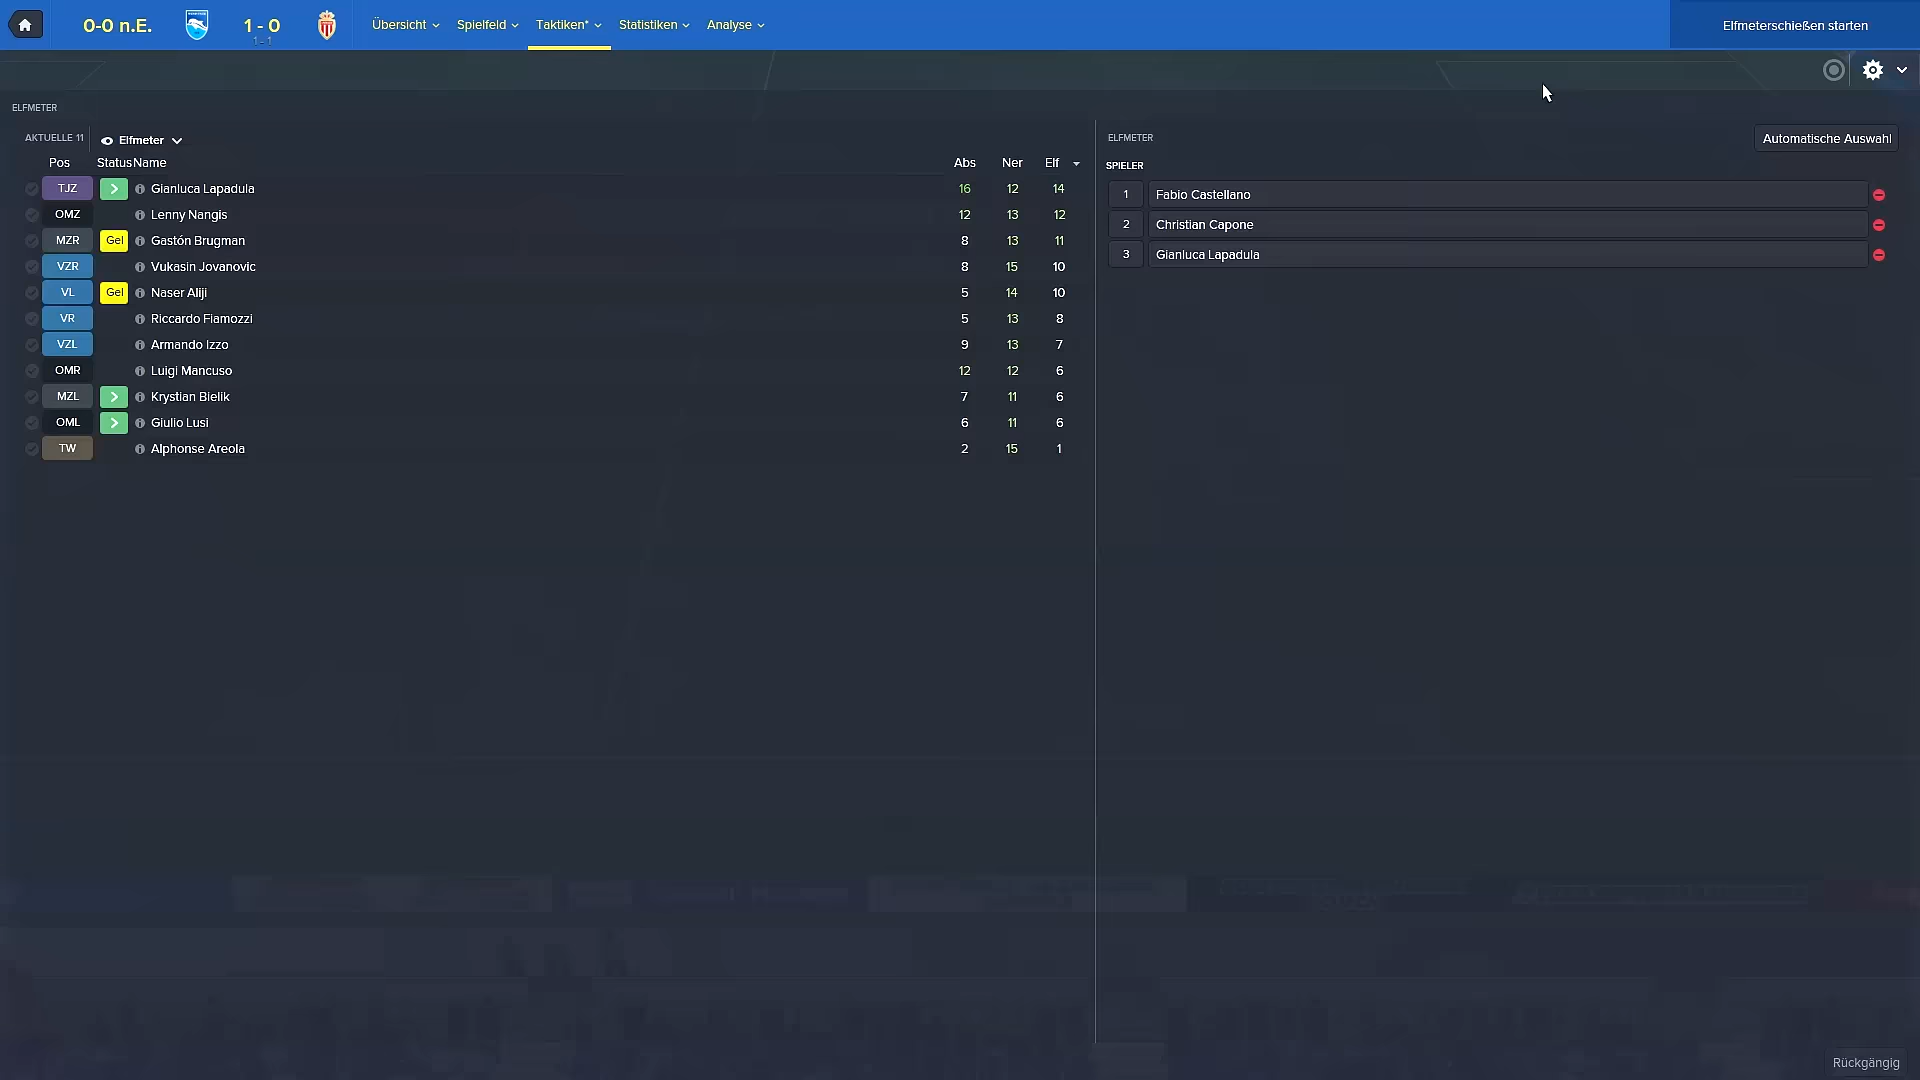 0-0 n.E.
1 - 0
1 - 1
Übersicht
Spielfeld
Taktiken*
Statistiken
Analyse
Elfmeterschießen starten
ELFMETER
AKTUELLE 11
Elfmeter
Pos Status Name Abs Ner Elf
TJZ Gianluca Lapadula 16 12 14
OMZ Lenny Nangis 12 13 12
MZR Gel Gastón Brugman 8 13 11
VZR Vukasin Jovanovic 8 15 10
VL Gel Naser Aliji 5 14 10
VR Riccardo Fiamozzi 5 13 8
VZL Armando Izzo 9 13 7
OMR Luigi Mancuso 12 12 6
MZL Krystian Bielik 7 11 6
OML Giulio Lusi 6 11 6
TW Alphonse Areola 2 15 1
ELFMETER
Automatische Auswahl
SPIELER
1 Fabio Castellano
2 Christian Capone
3 Gianluca Lapadula
Rückgängig